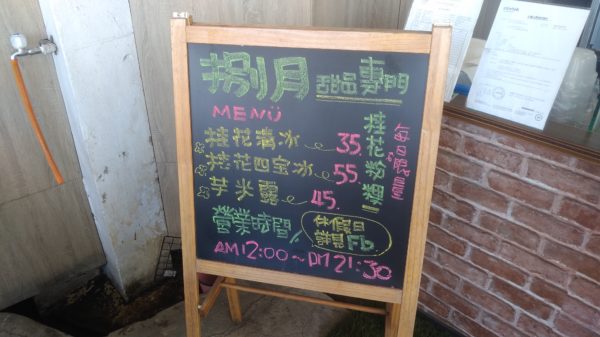 捌月 甜品專門
MENÜ
桂花清冰 35.
桂花四宝冰 55.
芋米露 45.
桂花粉粿
每日限量
營業時間
休假日
詳見Fb
AM12:00~PM21:30